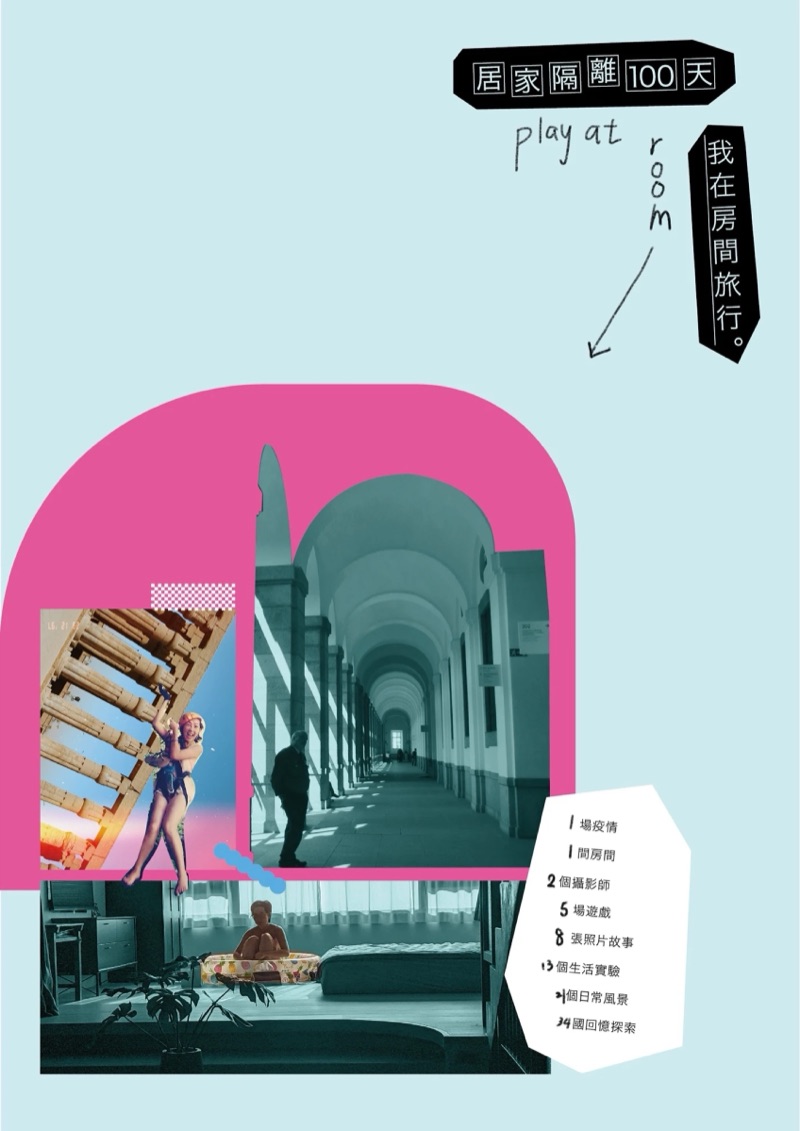 居家隔離100天
play at
room
我在房間旅行。
1 場疫情
1 間房間
2 個攝影師
5 場遊戲
8 張照片故事
13 個生活實驗
21個日常風景
34國回憶探索